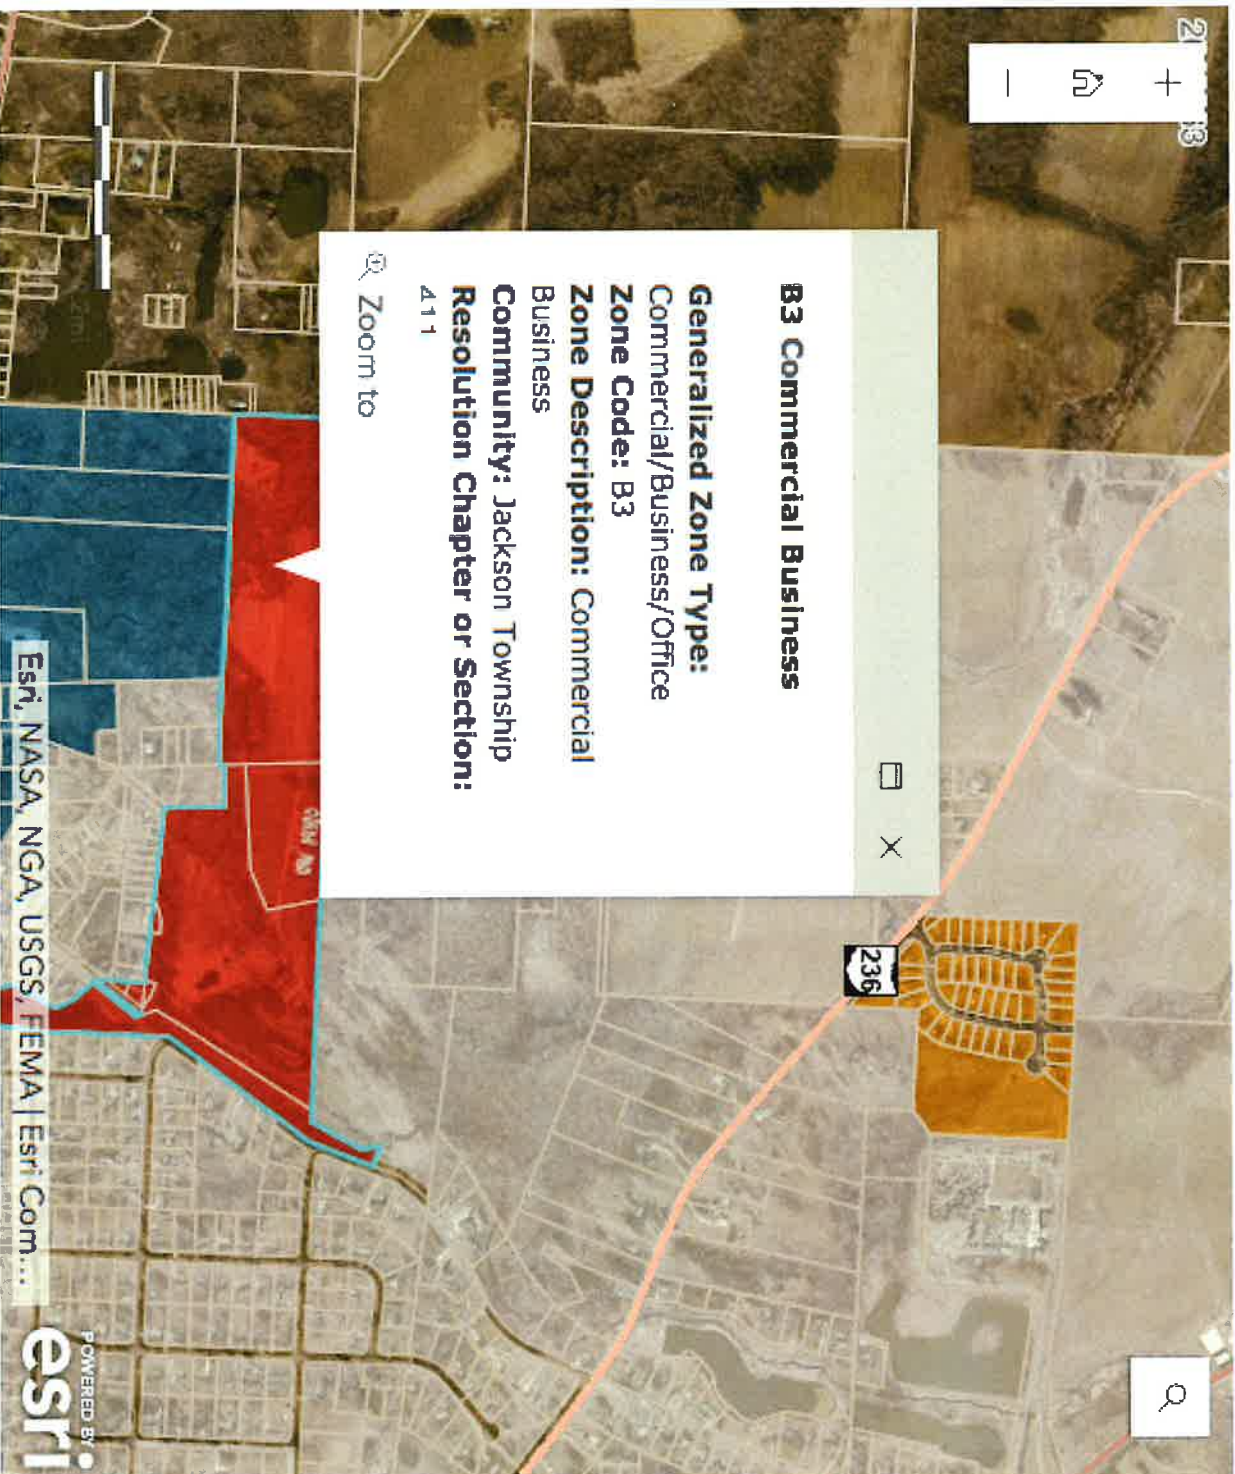 B3 Commercial Business
Generalized Zone Type:
Commercial/Business/Office
Zone Code: B3
Zone Description: Commercial
Business
Community: Jackson Township
Resolution Chapter or Section:
411
Zoom to
236
Esri, NASA, NGA, USGS, FEMA | Esri Com...
POWERED BY
esri